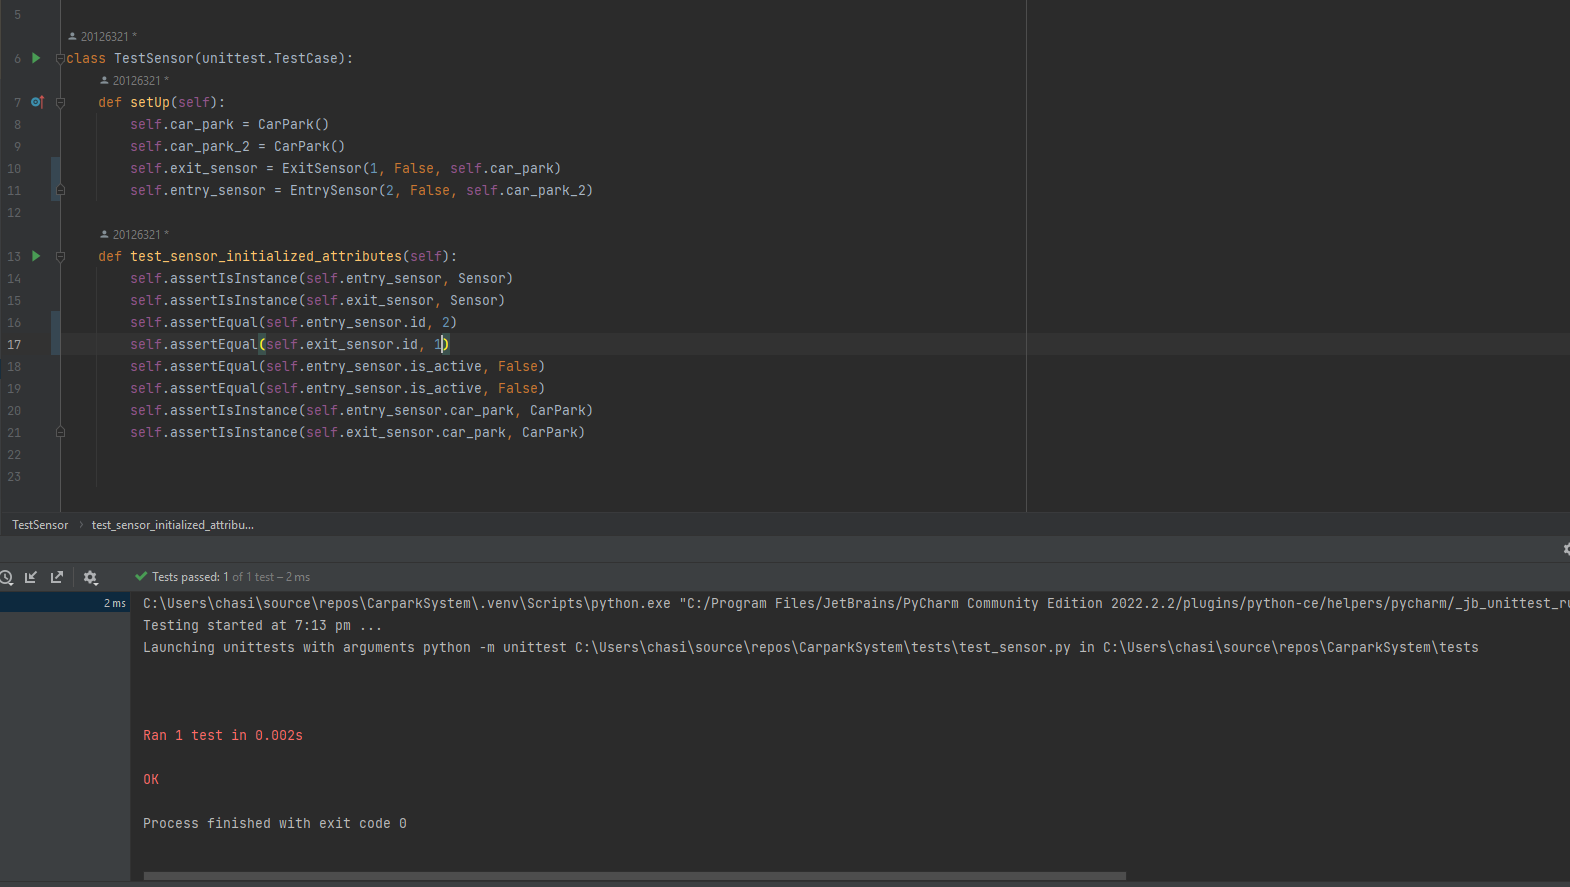 5
20126321 *
6 class TestSensor(unittest.TestCase):
20126321 *
7 def setUp(self):
8 self.car_park = CarPark()
9 self.car_park_2 = CarPark()
10 self.exit_sensor = ExitSensor(1, False, self.car_park)
11 self.entry_sensor = EntrySensor(2, False, self.car_park_2)
12
20126321 *
13 def test_sensor_initialized_attributes(self):
14 self.assertIsInstance(self.entry_sensor, Sensor)
15 self.assertIsInstance(self.exit_sensor, Sensor)
16 self.assertEqual(self.entry_sensor.id, 2)
17 self.assertEqual(self.exit_sensor.id, 1)
18 self.assertEqual(self.entry_sensor.is_active, False)
19 self.assertEqual(self.entry_sensor.is_active, False)
20 self.assertIsInstance(self.entry_sensor.car_park, CarPark)
21 self.assertIsInstance(self.exit_sensor.car_park, CarPark)
22
23
TestSensor › test_sensor_initialized_attribu...
Tests passed: 1 of 1 test – 2 ms
2 ms C:\Users\chasi\source\repos\CarparkSystem\.venv\Scripts\python.exe "C:/Program Files/JetBrains/PyCharm Community Edition 2022.2.2/plugins/python-ce/helpers/pycharm/_jb_unittest_ru
Testing started at 7:13 pm ...
Launching unittests with arguments python -m unittest C:\Users\chasi\source\repos\CarparkSystem\tests\test_sensor.py in C:\Users\chasi\source\repos\CarparkSystem\tests
Ran 1 test in 0.002s
OK
Process finished with exit code 0